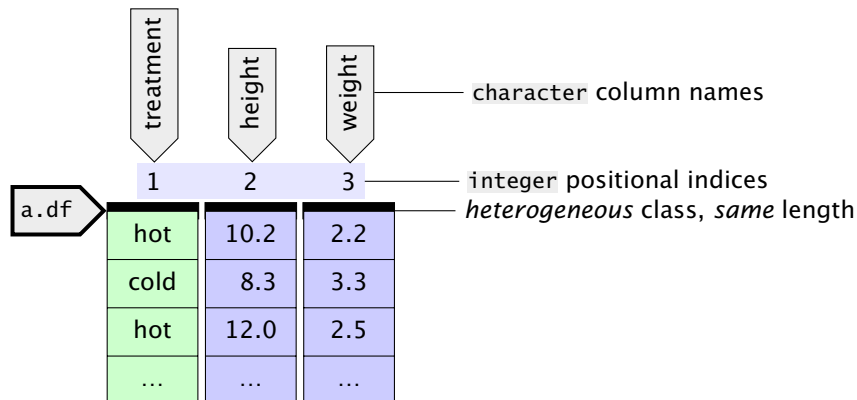 treatment
height
weight
character column names
1 2 3
integer positional indices
a.df
heterogeneous class, same length
hot 10.2 2.2
cold 8.3 3.3
hot 12.0 2.5
... ... ...